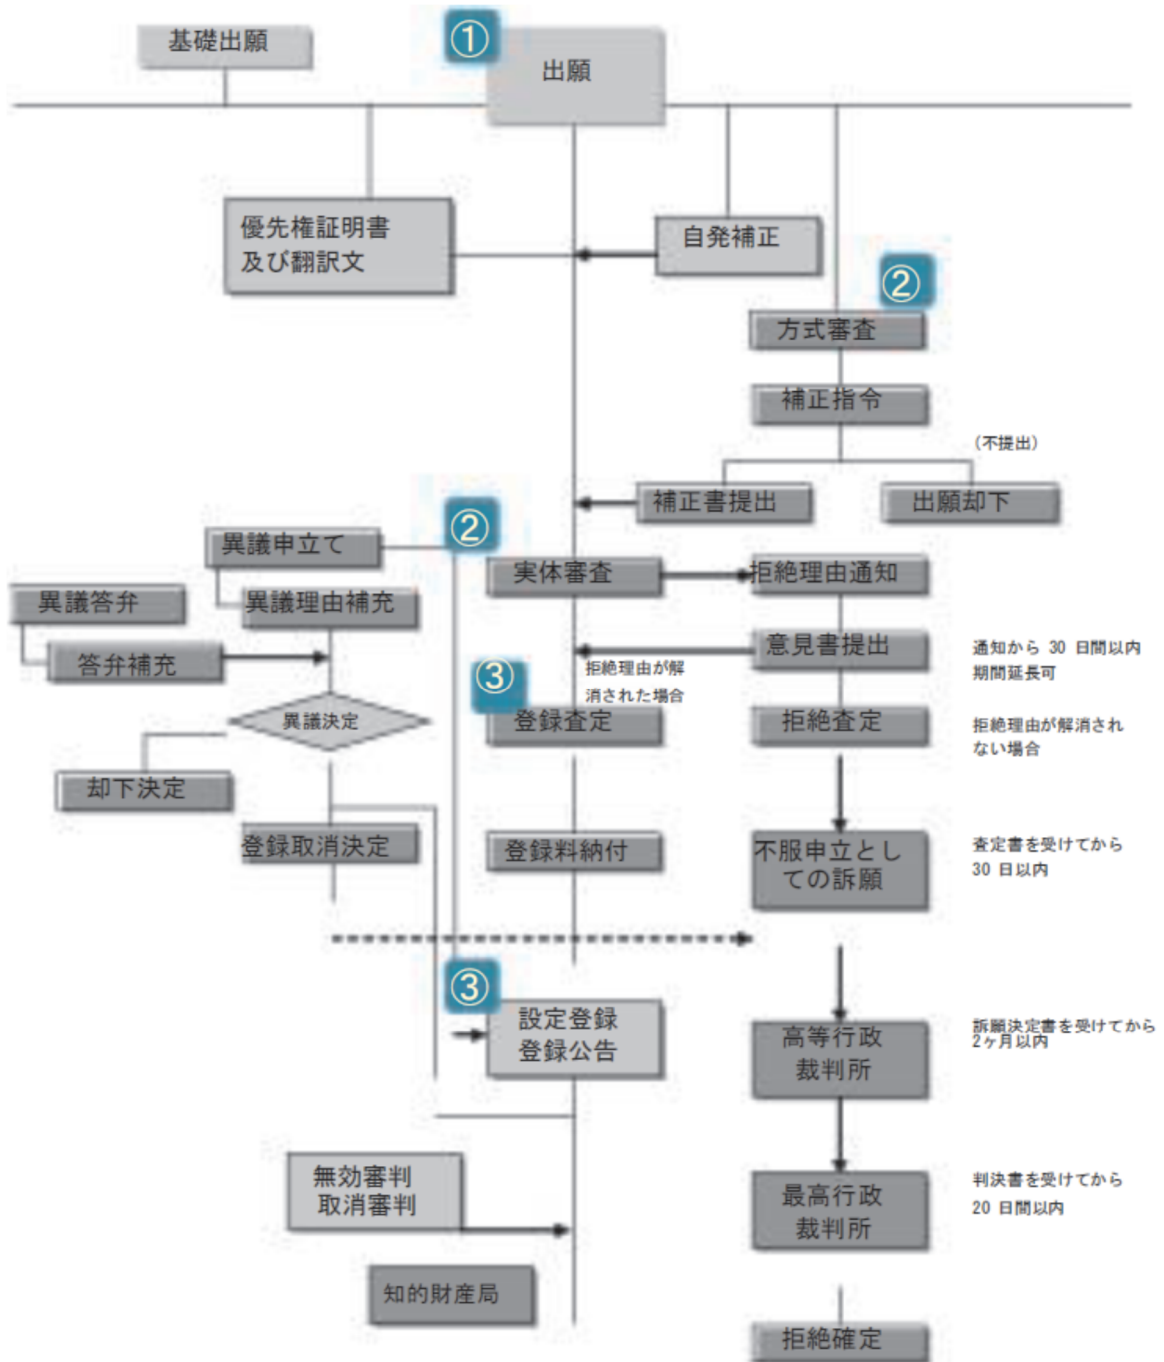 基礎出願
①
出願
優先権証明書
及び翻訳文
自発補正
②
方式審査
補正指令
(不提出)
補正書提出
出願却下
②
異議申立て
実体審査
拒絶理由通知
異議答弁
異議理由補充
意見書提出
通知から 30 日間以内
期間延長可
答弁補充
拒絶理由が解
消された場合
③
異議決定
登録査定
拒絶査定
拒絶理由が解消され
ない場合
却下決定
登録取消決定
登録料納付
不服申立とし
ての訴願
査定書を受けてから
30 日以内
③
設定登録
登録公告
高等行政
裁判所
訴願決定書を受けてから
2ヶ月以内
無効審判
取消審判
最高行政
裁判所
判決書を受けてから
20 日間以内
知的財産局
拒絶確定